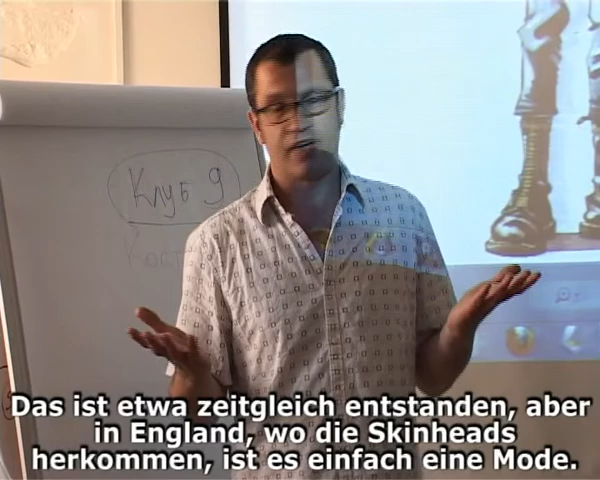 Клуб 9
Das ist etwa zeitgleich entstanden, aber
in England, wo die Skinheads
herkommen, ist es einfach eine Mode.